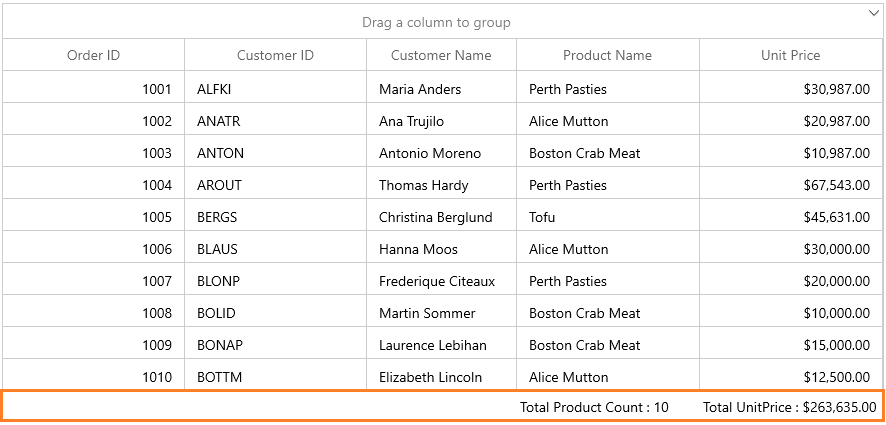 Drag a column to group
Order ID Customer ID Customer Name Product Name Unit Price
1001 ALFKI Maria Anders Perth Pasties $30,987.00
1002 ANATR Ana Trujilo Alice Mutton $20,987.00
1003 ANTON Antonio Moreno Boston Crab Meat $10,987.00
1004 AROUT Thomas Hardy Perth Pasties $67,543.00
1005 BERGS Christina Berglund Tofu $45,631.00
1006 BLAUS Hanna Moos Alice Mutton $30,000.00
1007 BLONP Frederique Citeaux Perth Pasties $20,000.00
1008 BOLID Martin Sommer Boston Crab Meat $10,000.00
1009 BONAP Laurence Lebihan Boston Crab Meat $15,000.00
1010 BOTTM Elizabeth Lincoln Alice Mutton $12,500.00
Total Product Count : 10 Total UnitPrice : $263,635.00